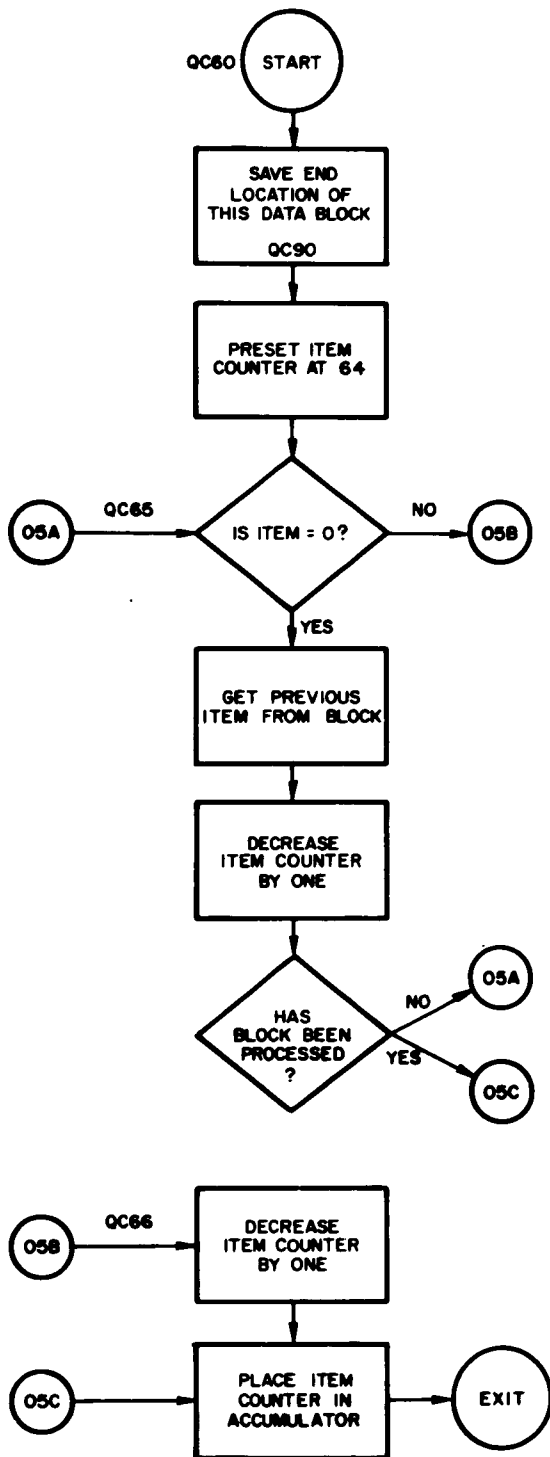 QC60
START
SAVE END
LOCATION OF
THIS DATA BLOCK
QC90
PRESET ITEM
COUNTER AT 64
05A
QC65
IS ITEM = 0?
NO
05B
YES
GET PREVIOUS
ITEM FROM BLOCK
DECREASE
ITEM COUNTER
BY ONE
HAS
BLOCK BEEN
PROCESSED
?
NO
05A
YES
05C
05B
QC66
DECREASE
ITEM COUNTER
BY ONE
05C
PLACE ITEM
COUNTER IN
ACCUMULATOR
EXIT